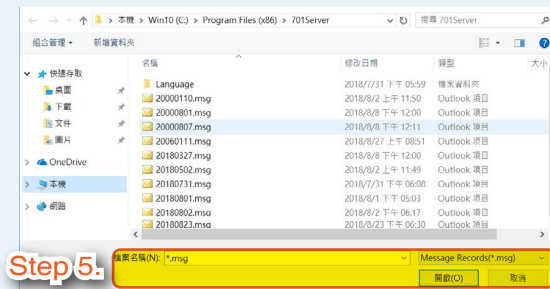 本機 > Win10 (C:) > Program Files (x86) > 701Server
搜尋 701Server
組合管理 新增資料夾
名稱 修改日期 類型 大小
快速存取
桌面
下載
文件
圖片
OneDrive
本機
網路
Language 2018/7/31 下午 05:59 檔案資料夾
20000110.msg 2018/8/2 上午 11:50 Outlook 項目
20000801.msg 2018/8/8 下午 12:00 Outlook 項目
20000807.msg 2018/8/8 下午 12:11 Outlook 項目
20060111.msg 2018/8/27 上午 08:51 Outlook 項目
20180327.msg 2018/8/8 下午 12:00 Outlook 項目
20180502.msg 2018/8/2 上午 11:49 Outlook 項目
20180731.msg 2018/7/31 下午 06:08 Outlook 項目
20180801.msg 2018/8/1 下午 05:03 Outlook 項目
20180802.msg 2018/8/2 下午 06:17 Outlook 項目
20180823.msg 2018/8/23 下午 06:30 Outlook 項目
Step 5.
檔案名稱(N): *.msg Message Records(*.msg)
開啟(O) 取消